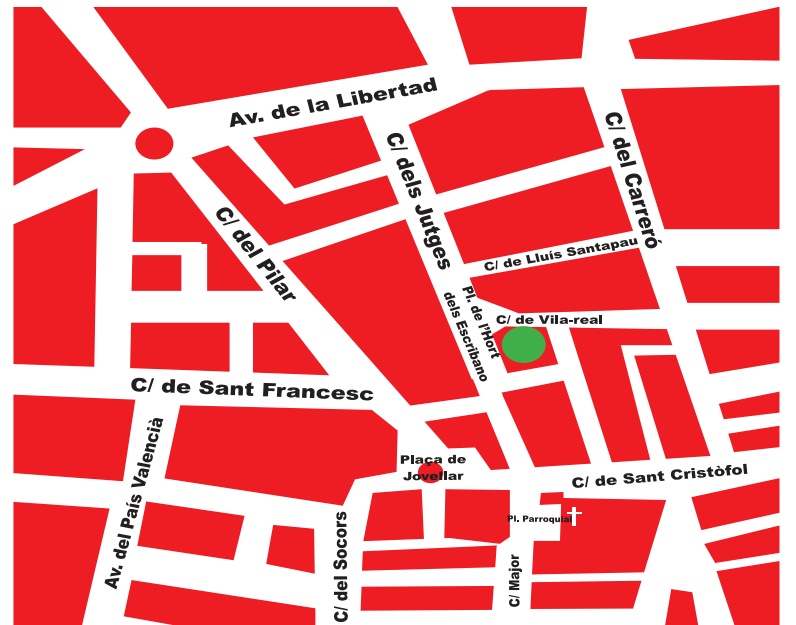 Av. de la Libertad
C/ del Carreró
C/ dels Jutges
C/ del Pilar
C/ de Lluís Santapau
Pl. de l'Hort
dels Escribano
C/ de Vila-real
C/ de Sant Francesc
Av. del País Valencià
Plaça de
Jovellar
C/ de Sant Cristòfol
Pl. Parroquial
C/ del Socors
C/ Major